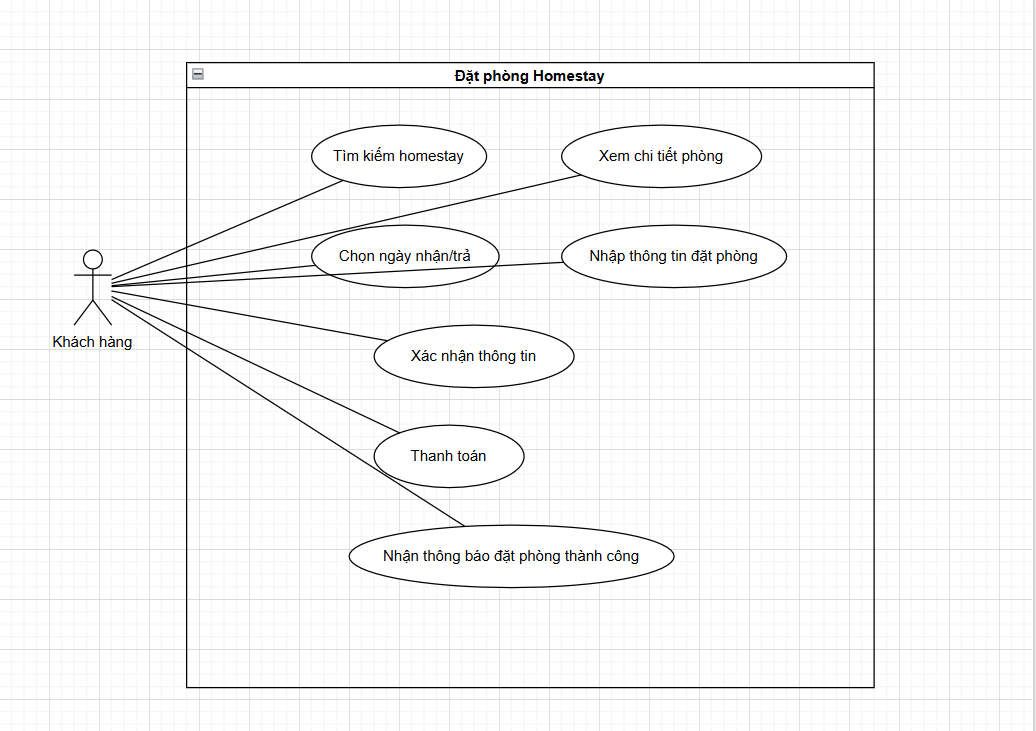 Đặt phòng Homestay
Tìm kiếm homestay
Xem chi tiết phòng
Chọn ngày nhận/trả
Nhập thông tin đặt phòng
Khách hàng
Xác nhận thông tin
Thanh toán
Nhận thông báo đặt phòng thành công